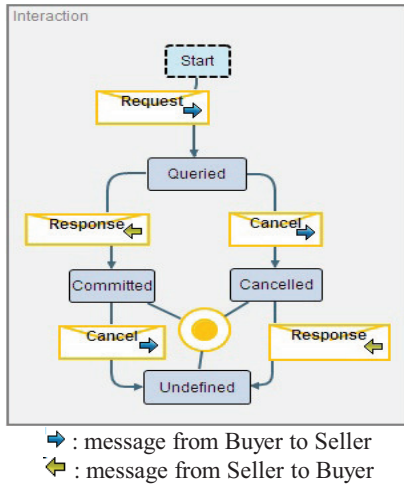 Interaction
Start
Request
Queried
Response
Cancel
Committed
Cancelled
Cancel
Response
Undefined
: message from Buyer to Seller
: message from Seller to Buyer